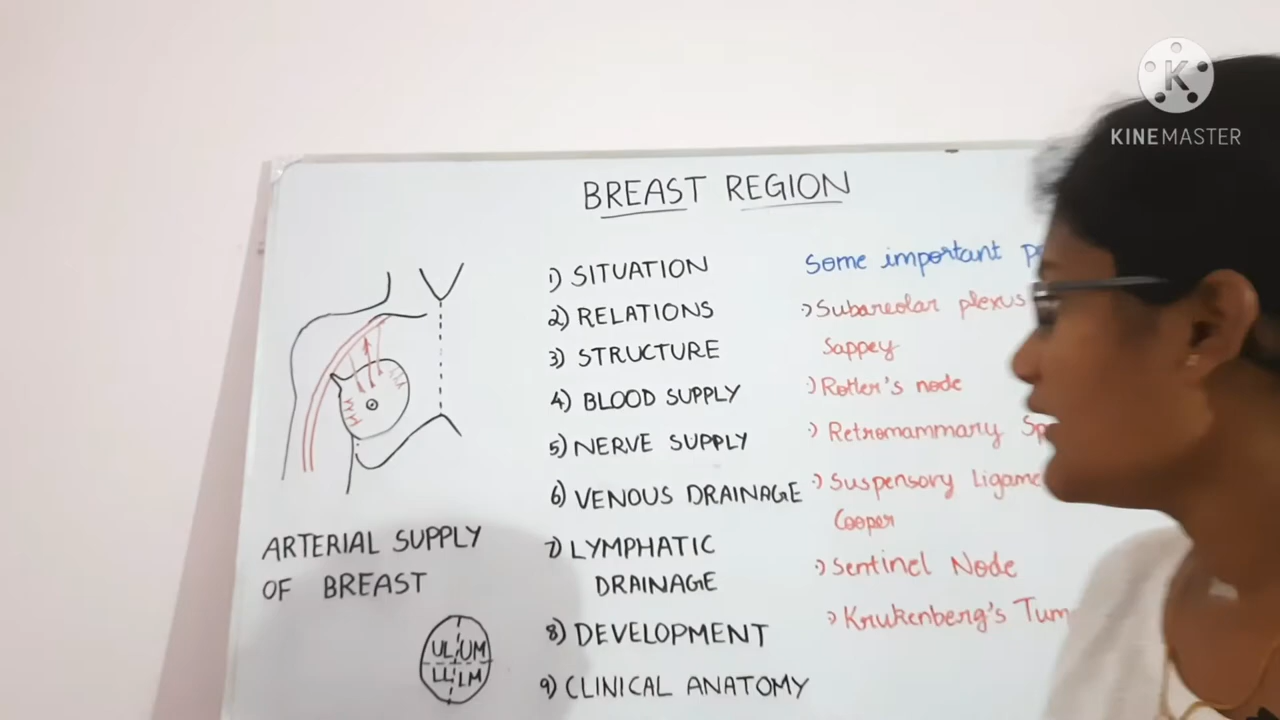 KINEMASTER
BREAST REGION
1) SITUATION
2) RELATIONS
3) STRUCTURE
4) BLOOD SUPPLY
5) NERVE SUPPLY
6) VENOUS DRAINAGE
7) LYMPHATIC
DRAINAGE
8) DEVELOPMENT
9) CLINICAL ANATOMY
Some important
Subareolar plexus
Sappey
Rotter's node
Retromammary
Suspensory
Cooper
Sentinel Node
Krukenberg's
ARTERIAL SUPPLY
OF BREAST
UL UM
LL LM